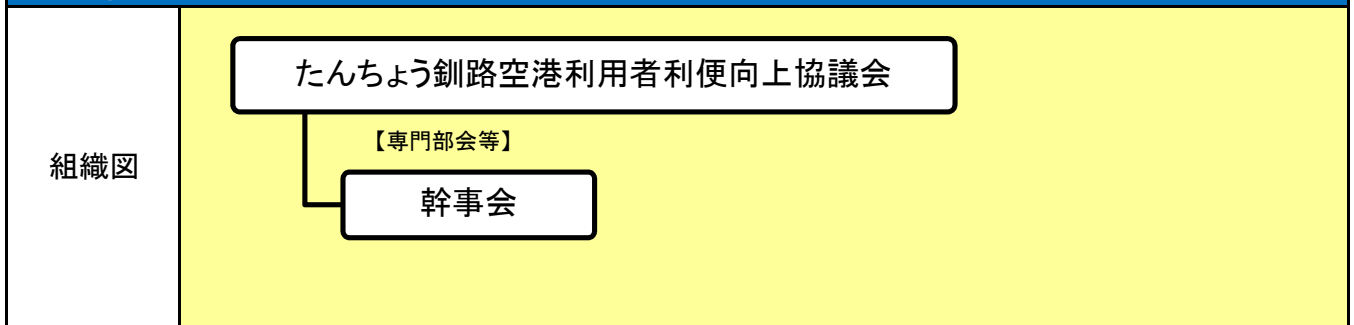 たんちょう釧路空港利用者利便向上協議会
【専門部会等】
組織図
幹事会